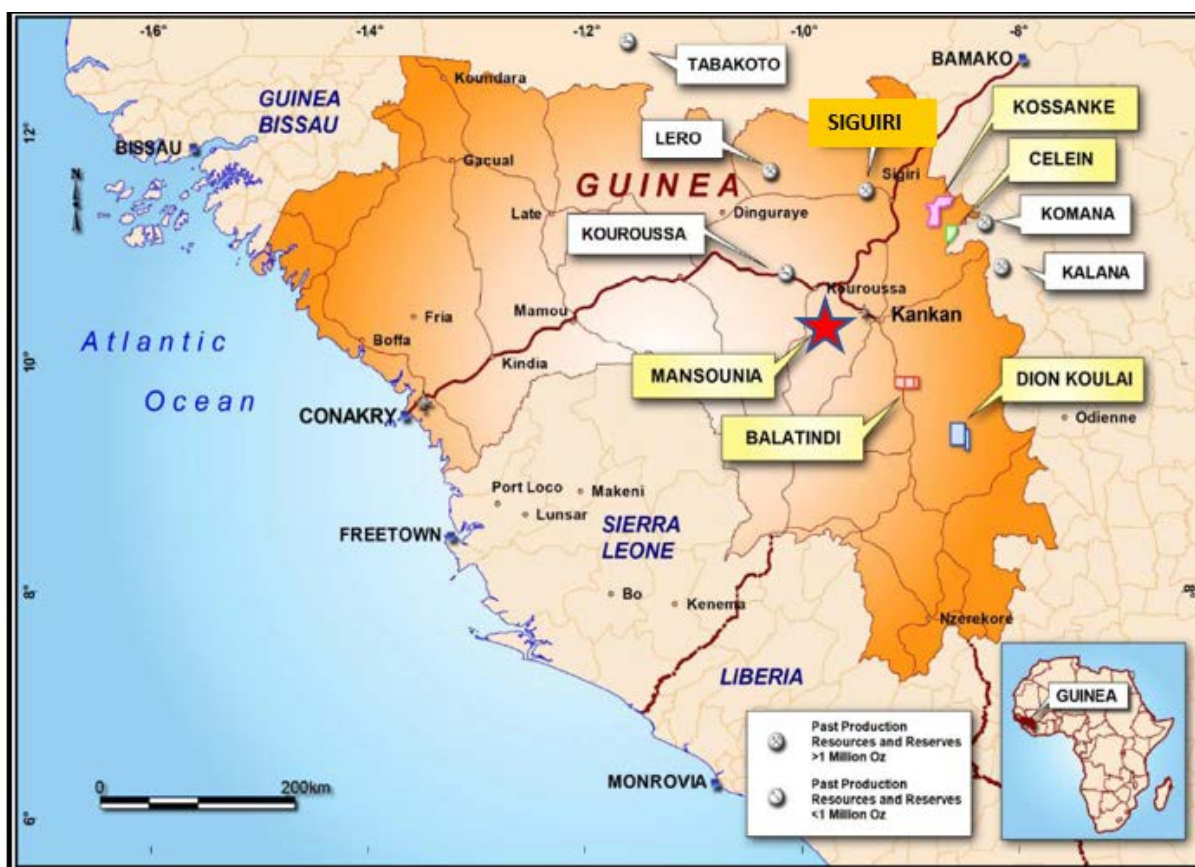 -16°
-14°
-12°
-10°
-8°
BAMAKO
TABAKOTO
Koundara
GUINEA
BISSAU
KOSSANKE
SIGUIRI
12°
BISSAU
LERO
CELEIN
Gacual
Sigiri
N
GUINEA
KOMANA
Late
Dinguraye
KOUROUSSA
KALANA
Kouroussa
Mamou
Kankan
Fria
Atlantic
Ocean
Boffa
10°
Kindia
MANSOUNIA
DION KOULAI
CONAKRY
BALATINDI
Odienne
Port Loco
Makeni
Lunsar
SIERRA
LEONE
FREETOWN
8°
8°
Bo
Kenema
Nzerekore
LIBERIA
GUINEA
Past Production
Resources and Reserves
>1 Million Oz
Past Production
Resources and Reserves
<1 Million Oz
0
200km
MONROVIA
6°